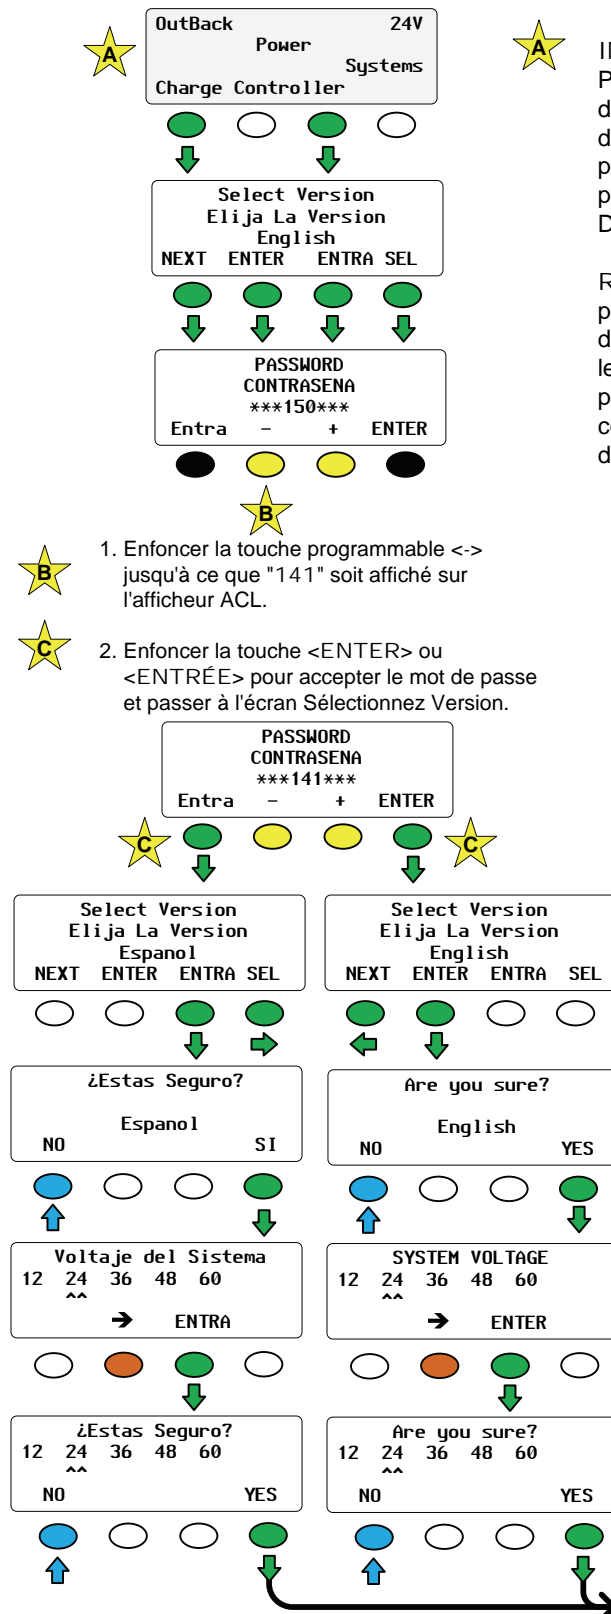 OutBack 24V
Power
Systems
Charge Controller
A
A
Select Version
Elija La Version
English
NEXT ENTER ENTRA SEL
PASSWORD
CONTRASENA
***150***
Entra - + ENTER
B
B
1. Enfoncer la touche programmable <->
jusqu'à ce que "141" soit affiché sur
l'afficheur ACL.
C
2. Enfoncer la touche <ENTER> ou
<ENTRÉE> pour accepter le mot de passe
et passer à l'écran Sélectionnez Version.
PASSWORD
CONTRASENA
***141***
Entra - + ENTER
C
C
Select Version
Elija La Version
Espanol
NEXT ENTER ENTRA SEL
Select Version
Elija La Version
English
NEXT ENTER ENTRA SEL
¿Estas Seguro?
Espanol
NO SI
Are you sure?
English
NO YES
Voltaje del Sistema
12 24 36 48 60
^^
➔ ENTRA
SYSTEM VOLTAGE
12 24 36 48 60
^^
➔ ENTER
¿Estas Seguro?
12 24 36 48 60
^^
NO YES
Are you sure?
12 24 36 48 60
^^
NO YES